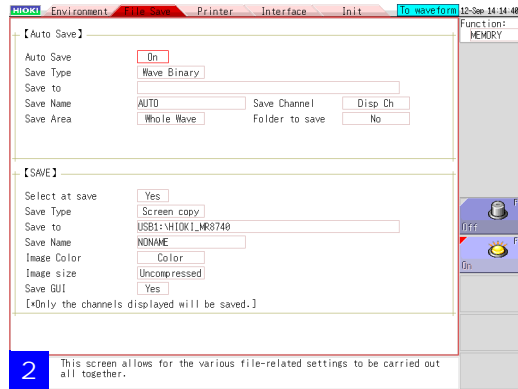 HIOKI Environment File Save Printer Interface Init To waveform 12-Sep 14:14:40
Function:
MEMORY
【Auto Save】
Auto Save On
Save Type Wave Binary
Save to
Save Name AUTO Save Channel Disp Ch
Save Area Whole Wave Folder to save No
【SAVE】
Select at save Yes
Save Type Screen copy
Save to USB1:\HIOKI_MR8740
Save Name NONAME
Image Color Color
Image size Uncompressed
Save GUI Yes
[*Only the channels displayed will be saved.]
F
Off
F
On
2 This screen allows for the various file-related settings to be carried out
all together.